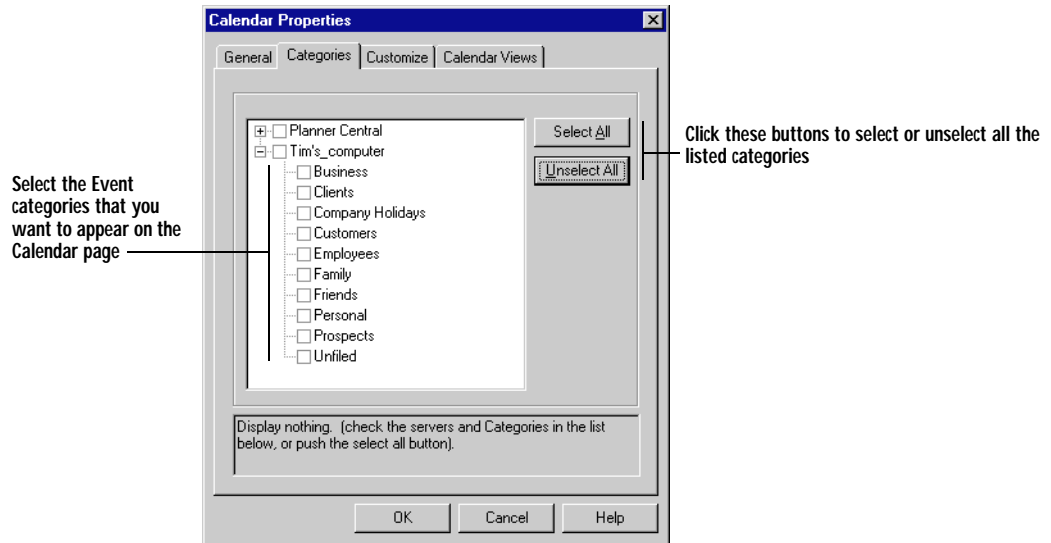 Calendar Properties
General Categories Customize Calendar Views
Planner Central
Tim's_computer
Business
Clients
Company Holidays
Customers
Employees
Family
Friends
Personal
Prospects
Unfiled
Select All
Unselect All
Click these buttons to select or unselect all the
listed categories
Select the Event
categories that you
want to appear on the
Calendar page
Display nothing. (check the servers and Categories in the list
below, or push the select all button).
OK Cancel Help